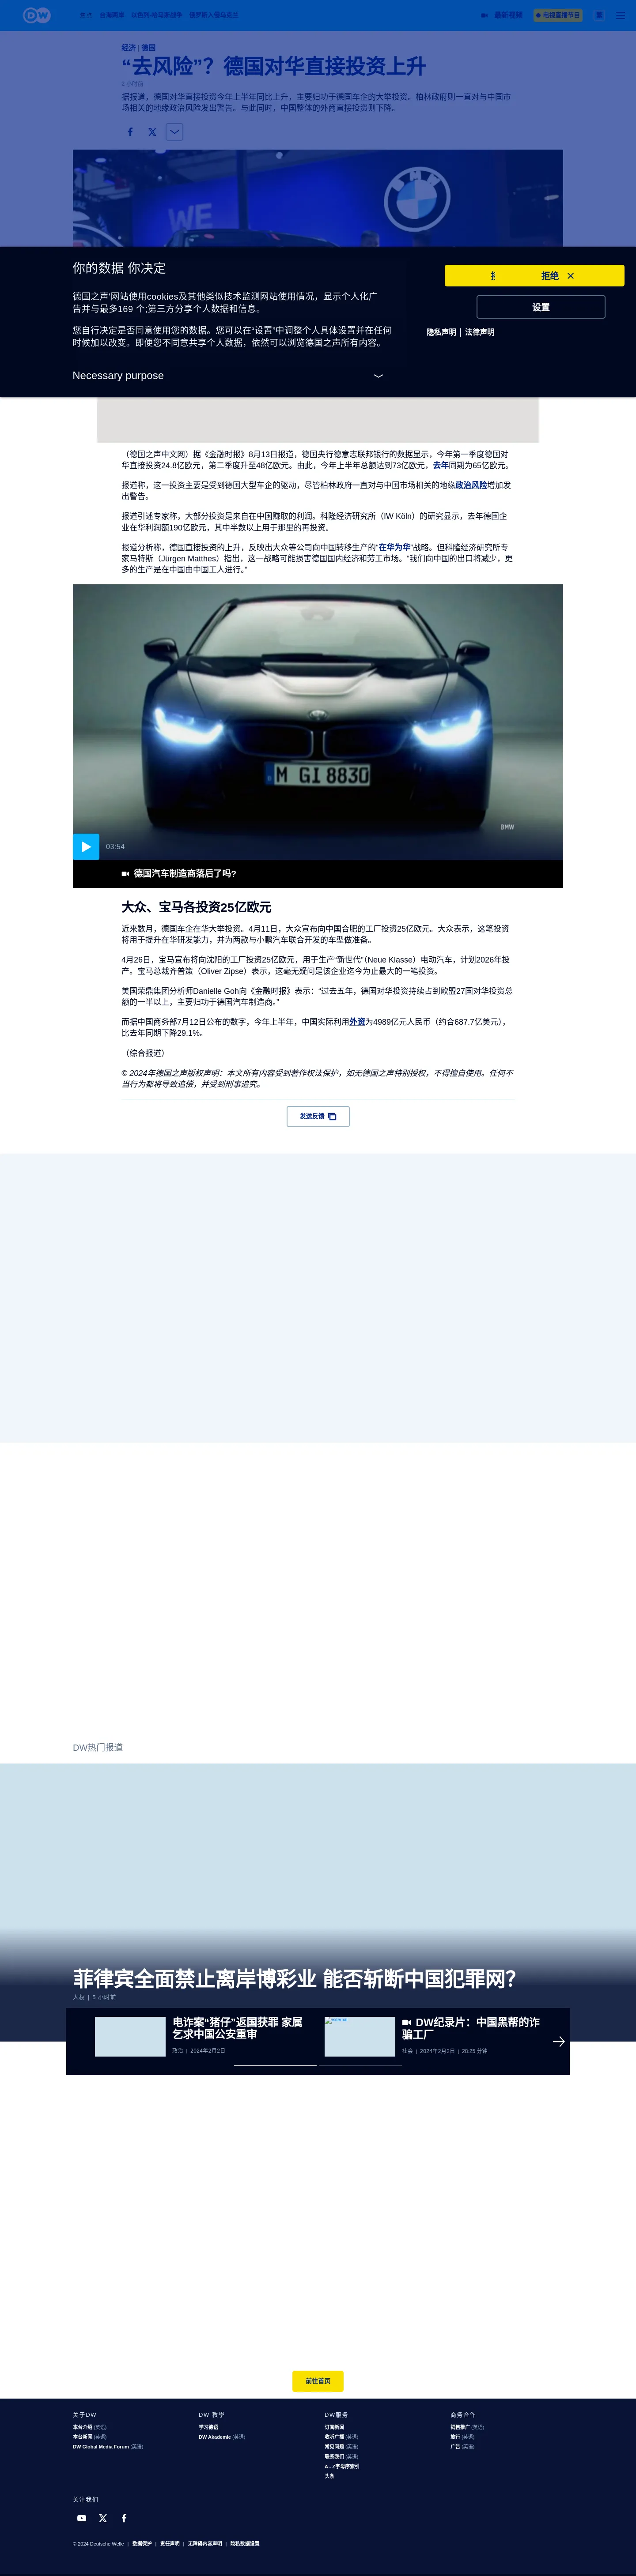 DW
焦点
台海局势
以色列-哈马斯战争
俄罗斯入侵乌克兰
最新视频
电视直播节目
繁
经济 | 德国
“去风险”？德国对华直接投资上升
5 小时前
据报道，德国对华直接投资今年上半年同比上升，主要归功于德国车企的大举投资。柏林政府则一直对与中国市
场相关的地缘政治风险发出警告。与此同时，中国整体的外商直接投资则下降。
WE
你的数据 你决定
德国之声'网站使用cookies及其他类似技术监测网站使用情况，显示个人化广
告并与最多169 个;第三方分享个人数据和信息。
您自行决定是否同意使用您的数据。您可以在“设置”中调整个人具体设置并在任何
时候加以改变。即便您不同意共享个人数据，依然可以浏览德国之声所有内容。
Necessary purpose
拒绝
设置
隐私声明 | 法律声明
（德国之声中文网）据《金融时报》8月13日报道，德国央行德意志联邦银行的数据显示，今年第一季度德国对
华直接投资24.8亿欧元，第二季度升至48亿欧元。由此，今年上半年总额达到73亿欧元，去年同期为65亿欧元。
报道称，这一投资主要是受到德国大型车企的驱动，尽管柏林政府一直对与中国市场相关的地缘政治风险增加发
出警告。
报道引述专家称，大部分投资是来自在中国赚取的利润。科隆经济研究所（IW Köln）的研究显示，去年德国企
业在华利润额190亿欧元，其中半数以上用于那里的再投资。
报道分析称，德国直接投资的上升，反映出大众等公司向中国转移生产的“在华为华”战略。但科隆经济研究所专
家马特斯（Jürgen Matthes）指出，这一战略可能损害德国国内经济和劳工市场。“我们向中国的出口将减少，更
多的生产是在中国由中国工人进行。”
M GI 8830
BMW
03:54
德国汽车制造商落后了吗?
大众、宝马各投资25亿欧元
近来数月，德国车企在华大举投资。4月11日，大众宣布向中国合肥的工厂投资25亿欧元。大众表示，这笔投资
将用于提升在华研发能力，并为两款与小鹏汽车联合开发的车型做准备。
4月26日，宝马宣布将向沈阳的工厂投资25亿欧元，用于生产“新世代”（Neue Klasse）电动汽车，计划2026年投
产。宝马总裁齐普策（Oliver Zipse）表示，这毫无疑问是该企业迄今为止最大的一笔投资。
美国荣鼎集团分析师Danielle Goh向《金融时报》表示：“过去五年，德国对华投资持续占到欧盟27国对华投资总
额的一半以上，主要归功于德国汽车制造商。”
而据中国商务部7月12日公布的数字，今年上半年，中国实际利用外资为4989亿元人民币（约合687.7亿美元），
比去年同期下降29.1%。
（综合报道）
© 2024年德国之声版权声明：本文所有内容受到著作权法保护，如无德国之声特别授权，不得擅自使用。任何不
当行为都将导致追偿，并受到刑事追究。
发送反馈
DW热门报道
菲律宾全面禁止离岸博彩业 能否斩断中国犯罪网？
人权 | 5 小时前
电诈案“猪仔”返国获罪 家属
乞求中国公安重审
政治 | 2024年2月2日
external
DW纪录片：中国黑帮的诈
骗工厂
社会 | 2024年2月2日 | 28:25 分钟
前往首页
关于DW
本台介绍 (英语)
本台新闻 (英语)
DW Global Media Forum (英语)
DW 教学
学习德语
DW Akademie (英语)
DW服务
订阅新闻
收听广播 (英语)
常见问题 (英语)
联系我们 (英语)
A - Z字母序索引
头条
商务合作
销售推广 (英语)
旅行 (英语)
广告 (英语)
关注我们
© 2024 Deutsche Welle | 数据保护 | 责任声明 | 无障碍内容声明 | 隐私数据设置